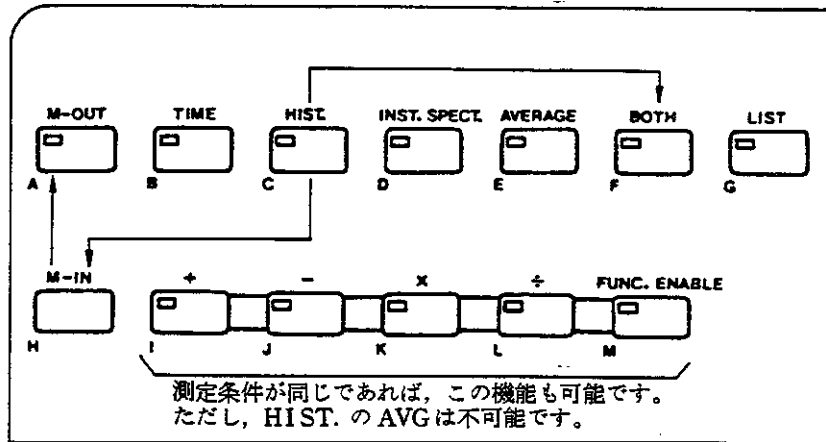 M-OUT TIME HIST. INST. SPECT. AVERAGE BOTH LIST
A B C D E F G
M-IN + - × ÷ FUNC. ENABLE
H I J K L M
測定条件が同じであれば，この機能も可能です。
ただし，HIST. のAVGは不可能です。